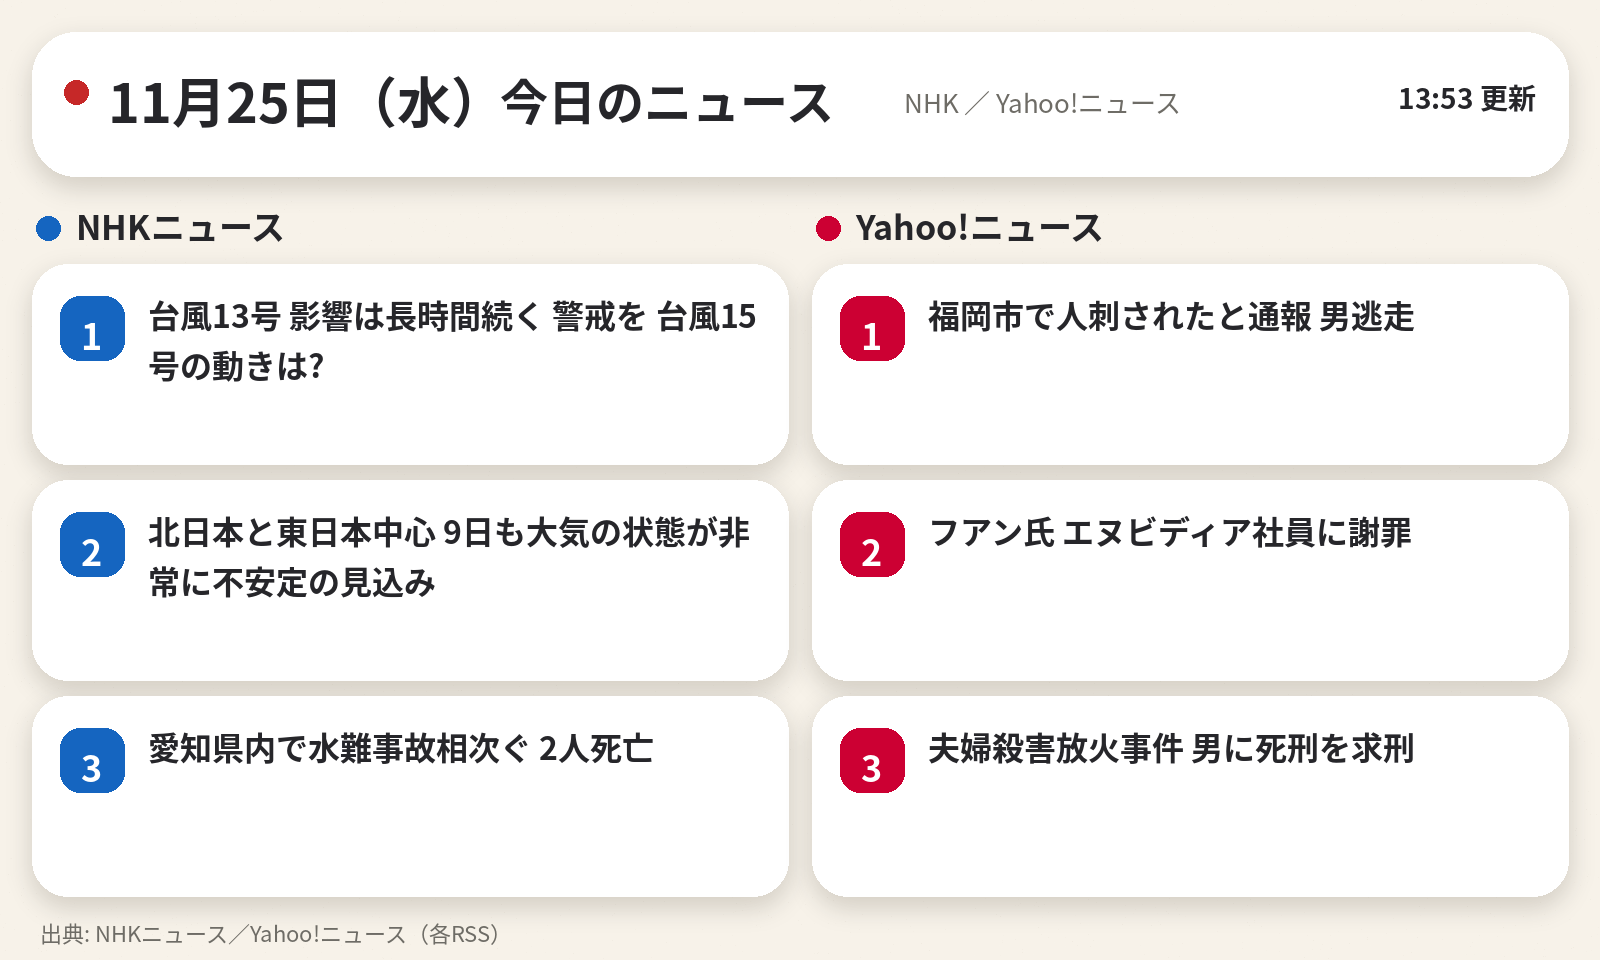 11月25日（水）今日のニュース
NHK ／ Yahoo!ニュース
13:53 更新
NHKニュース
1
台風13号 影響は長時間続く 警戒を 台風15
号の動きは?
2
北日本と東日本中心 9日も大気の状態が非
常に不安定の見込み
3
愛知県内で水難事故相次ぐ 2人死亡
Yahoo!ニュース
1
福岡市で人刺されたと通報 男逃走
2
フアン氏 エヌビディア社員に謝罪
3
夫婦殺害放火事件 男に死刑を求刑
出典: NHKニュース／Yahoo!ニュース（各RSS）